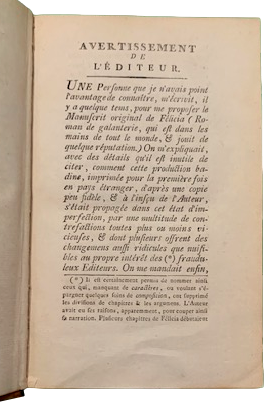 AVERTISSEMENT
DE
L'ÉDITEUR.
UNE Personne que je n'avais point
l'avantage de connaître, m'écrivit, il
y a quelque tems, pour me proposer le
Manuscrit original de Félicia (Ro-
man de galanterie, qui est dans les
mains de tout le monde, & jouit de
quelque réputation.) On m'expliquait,
avec des détails qu'il est inutile de
citer, comment cette production ba-
dine, imprimée pour la première fois
en pays étranger, d'après une copie
peu fidèle, & à l'insçu de l'Auteur,
s'était propagée dans cet état d'im-
perfection, par une multitude de con-
trefactions toutes plus ou moins vi-
cieuses, & dont plusieurs offrent des
changemens aussi ridicules que nuisi-
bles au propre intérêt des (*) fraudu-
leux Editeurs. On me mandait enfin,
(*) Il est certainement permis de nommer ainsi
ceux qui, manquant de caractères, ou voulant s'é-
pargner quelques soins de composition, ont supprimé
les divisions de chapitres & les argumens. L'Auteur
avait eu ses raisons, apparemment, pour couper ainsi
sa narration. Plusieurs chapitres de Félicia débutaient